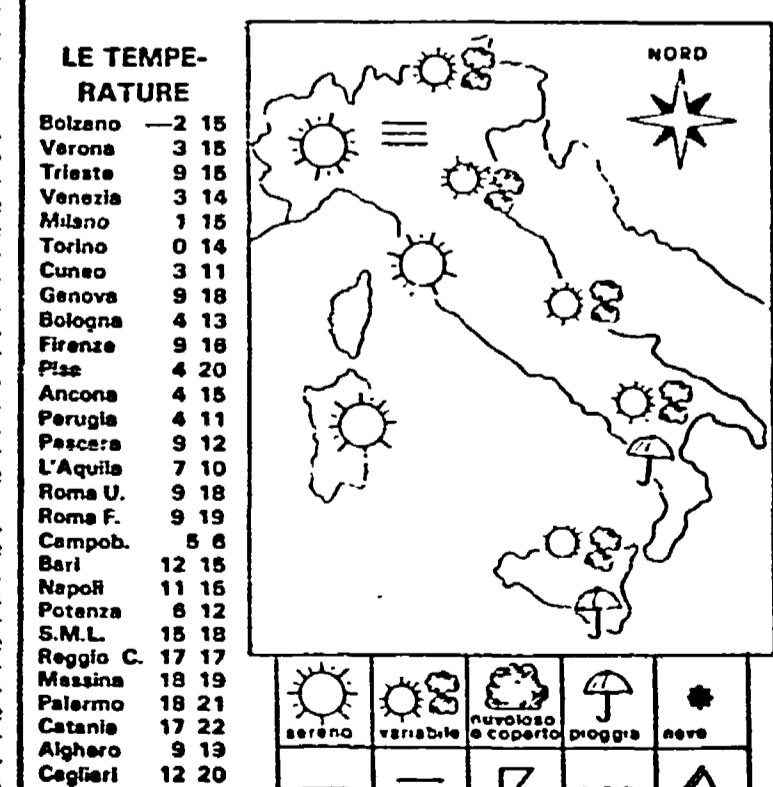 LE TEMPE-
RATURE
Bolzano —2 15
Verona 3 15
Trieste 9 15
Venezia 3 14
Milano 1 15
Torino 0 14
Cuneo 3 11
Genova 9 18
Bologna 4 13
Firenze 9 16
Pisa 4 20
Ancona 4 15
Perugia 4 11
Pescara 9 12
L'Aquila 7 10
Roma U. 9 18
Roma F. 9 19
Campob. 5 6
Bari 12 15
Napoli 11 15
Potenza 6 12
S.M.L. 15 18
Reggio C. 17 17
Messina 18 19
Palermo 18 21
Catania 17 22
Alghero 9 19
Cagliari 12 20
NORD
sereno variabile nuvoloso e coperto pioggia neve